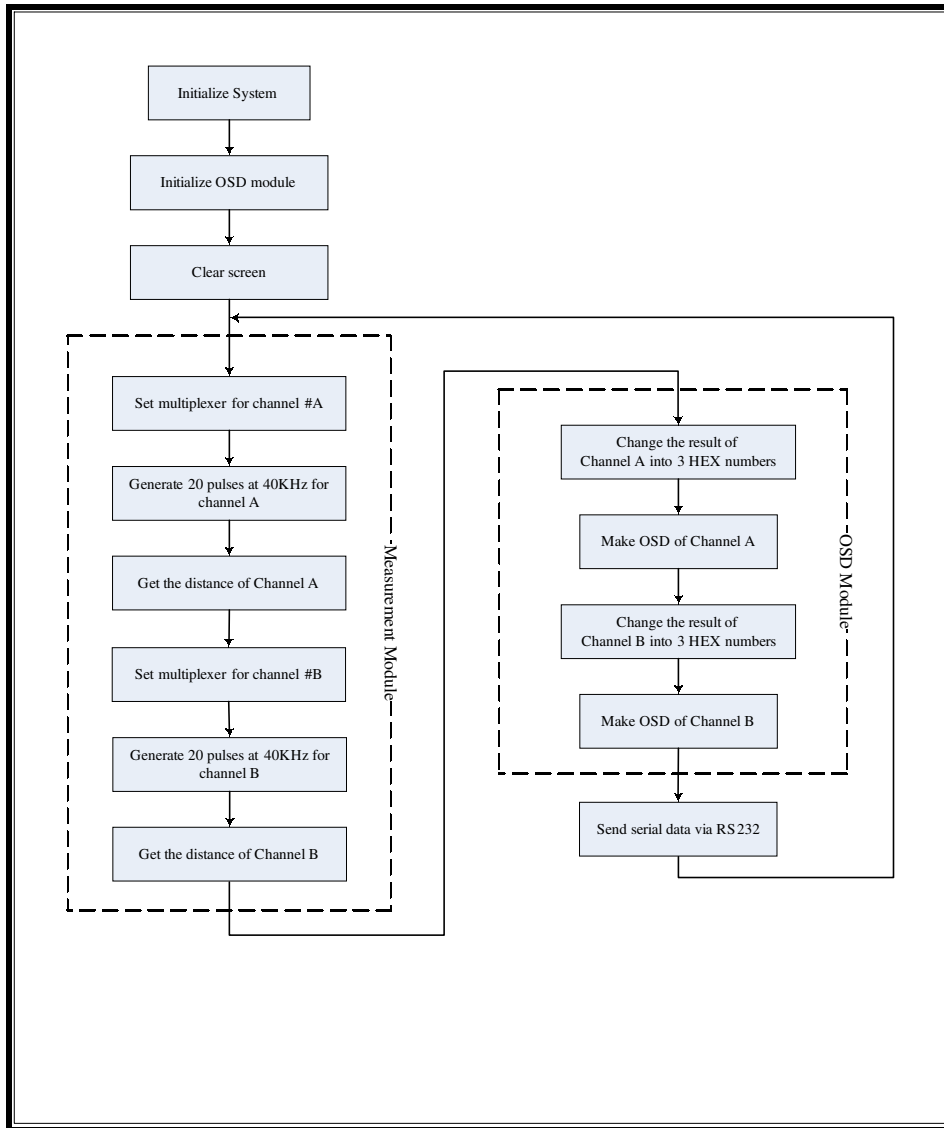 Initialize System
Initialize OSD module
Clear screen
Set multiplexer for channel #A
Generate 20 pulses at 40KHz for
channel A
Get the distance of Channel A
Set multiplexer for channel #B
Generate 20 pulses at 40KHz for
channel B
Get the distance of Channel B
-Measurement Module-
Change the result of
Channel A into 3 HEX numbers
Make OSD of Channel A
Change the result of
Channel B into 3 HEX numbers
Make OSD of Channel B
-OSD Module-
Send serial data via RS232